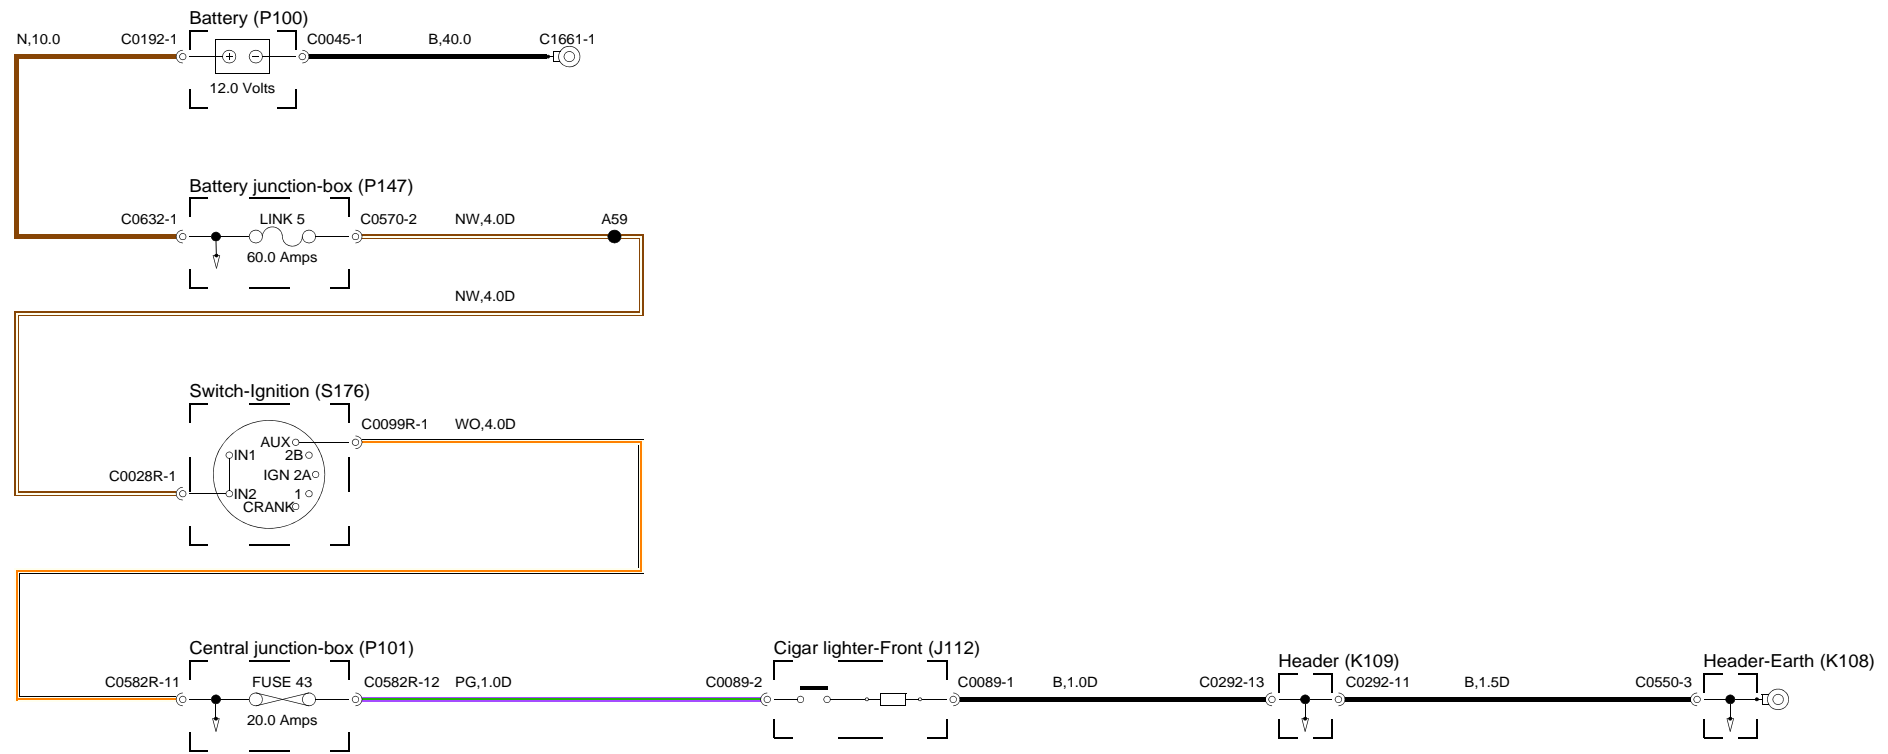 Battery (P100)
N,10.0 C0192-1 C0045-1 B,40.0 C1661-1
12.0 Volts
Battery junction-box (P147)
C0632-1 LINK 5 C0570-2 NW,4.0D A59
60.0 Amps
NW,4.0D
Switch-Ignition (S176)
C0099R-1 WO,4.0D
AUX
IN1 2B
C0028R-1 IGN 2A
IN2 1
CRANK
Central junction-box (P101) Cigar lighter-Front (J112) Header (K109) Header-Earth (K108)
C0582R-11 FUSE 43 C0582R-12 PG,1.0D C0089-2 C0089-1 B,1.0D C0292-13 C0292-11 B,1.5D C0550-3
20.0 Amps